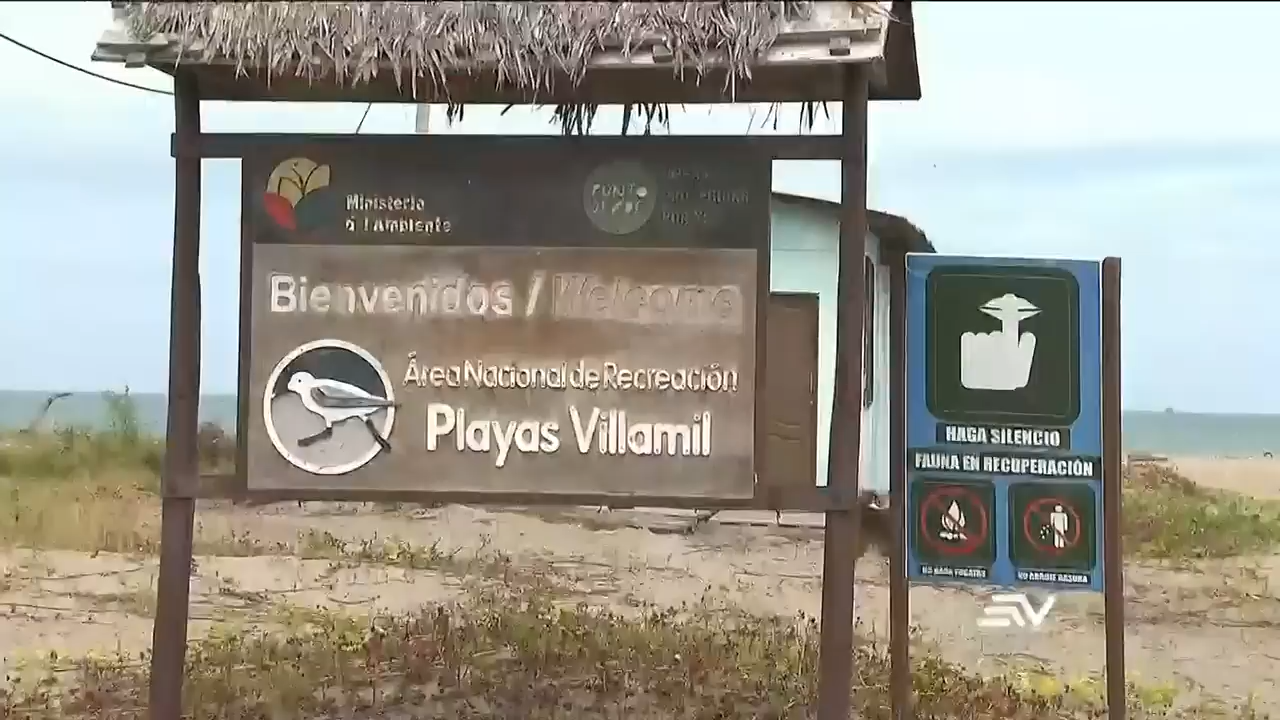 Ministerio
Ambiente
PUNTO
Bienvenidos / Welcome
Área Nacional de Recreación
Playas Villamil
HAGA SILENCIO
FAUNA EN RECUPERACIÓN
NO HAGA FOGATAS
NO ARROJE BASURA